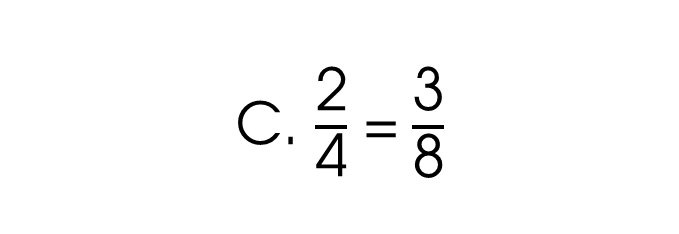 C. 2/4 = 3/8